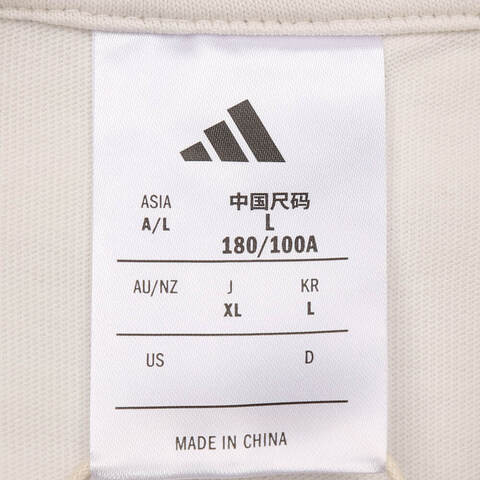 ASIA 中国尺码
A/L L
180/100A
AU/NZ J KR
XL L
US D
MADE IN CHINA